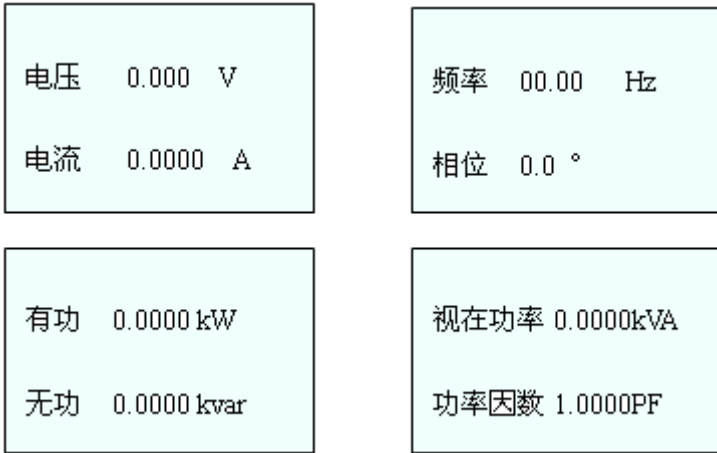 电压 0.000 V
电流 0.0000 A
频率 00.00 Hz
相位 0.0 °
有功 0.0000 kW
无功 0.0000 kvar
视在功率 0.0000kVA
功率因数 1.0000PF